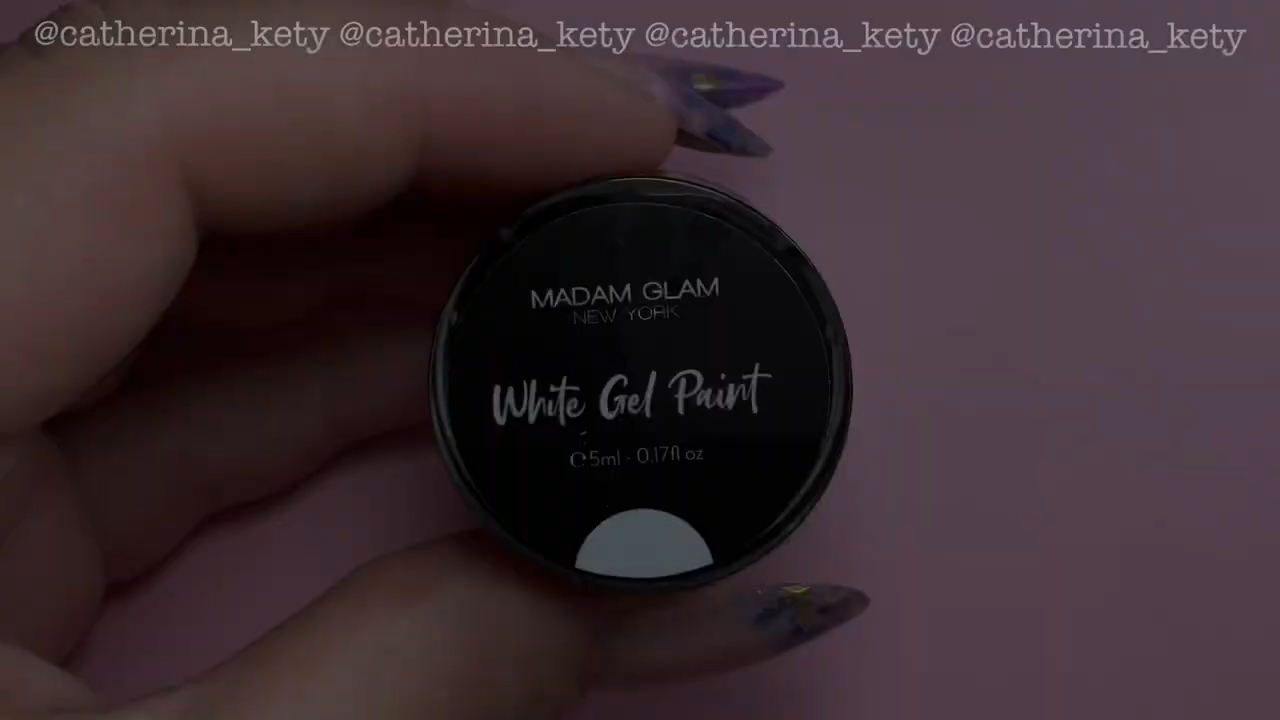 @catherina_kety @catherina_kety @catherina_kety @catherina_kety
MADAM GLAM
NEW YORK
White Gel Paint
℮ 5ml - 0.17fl oz